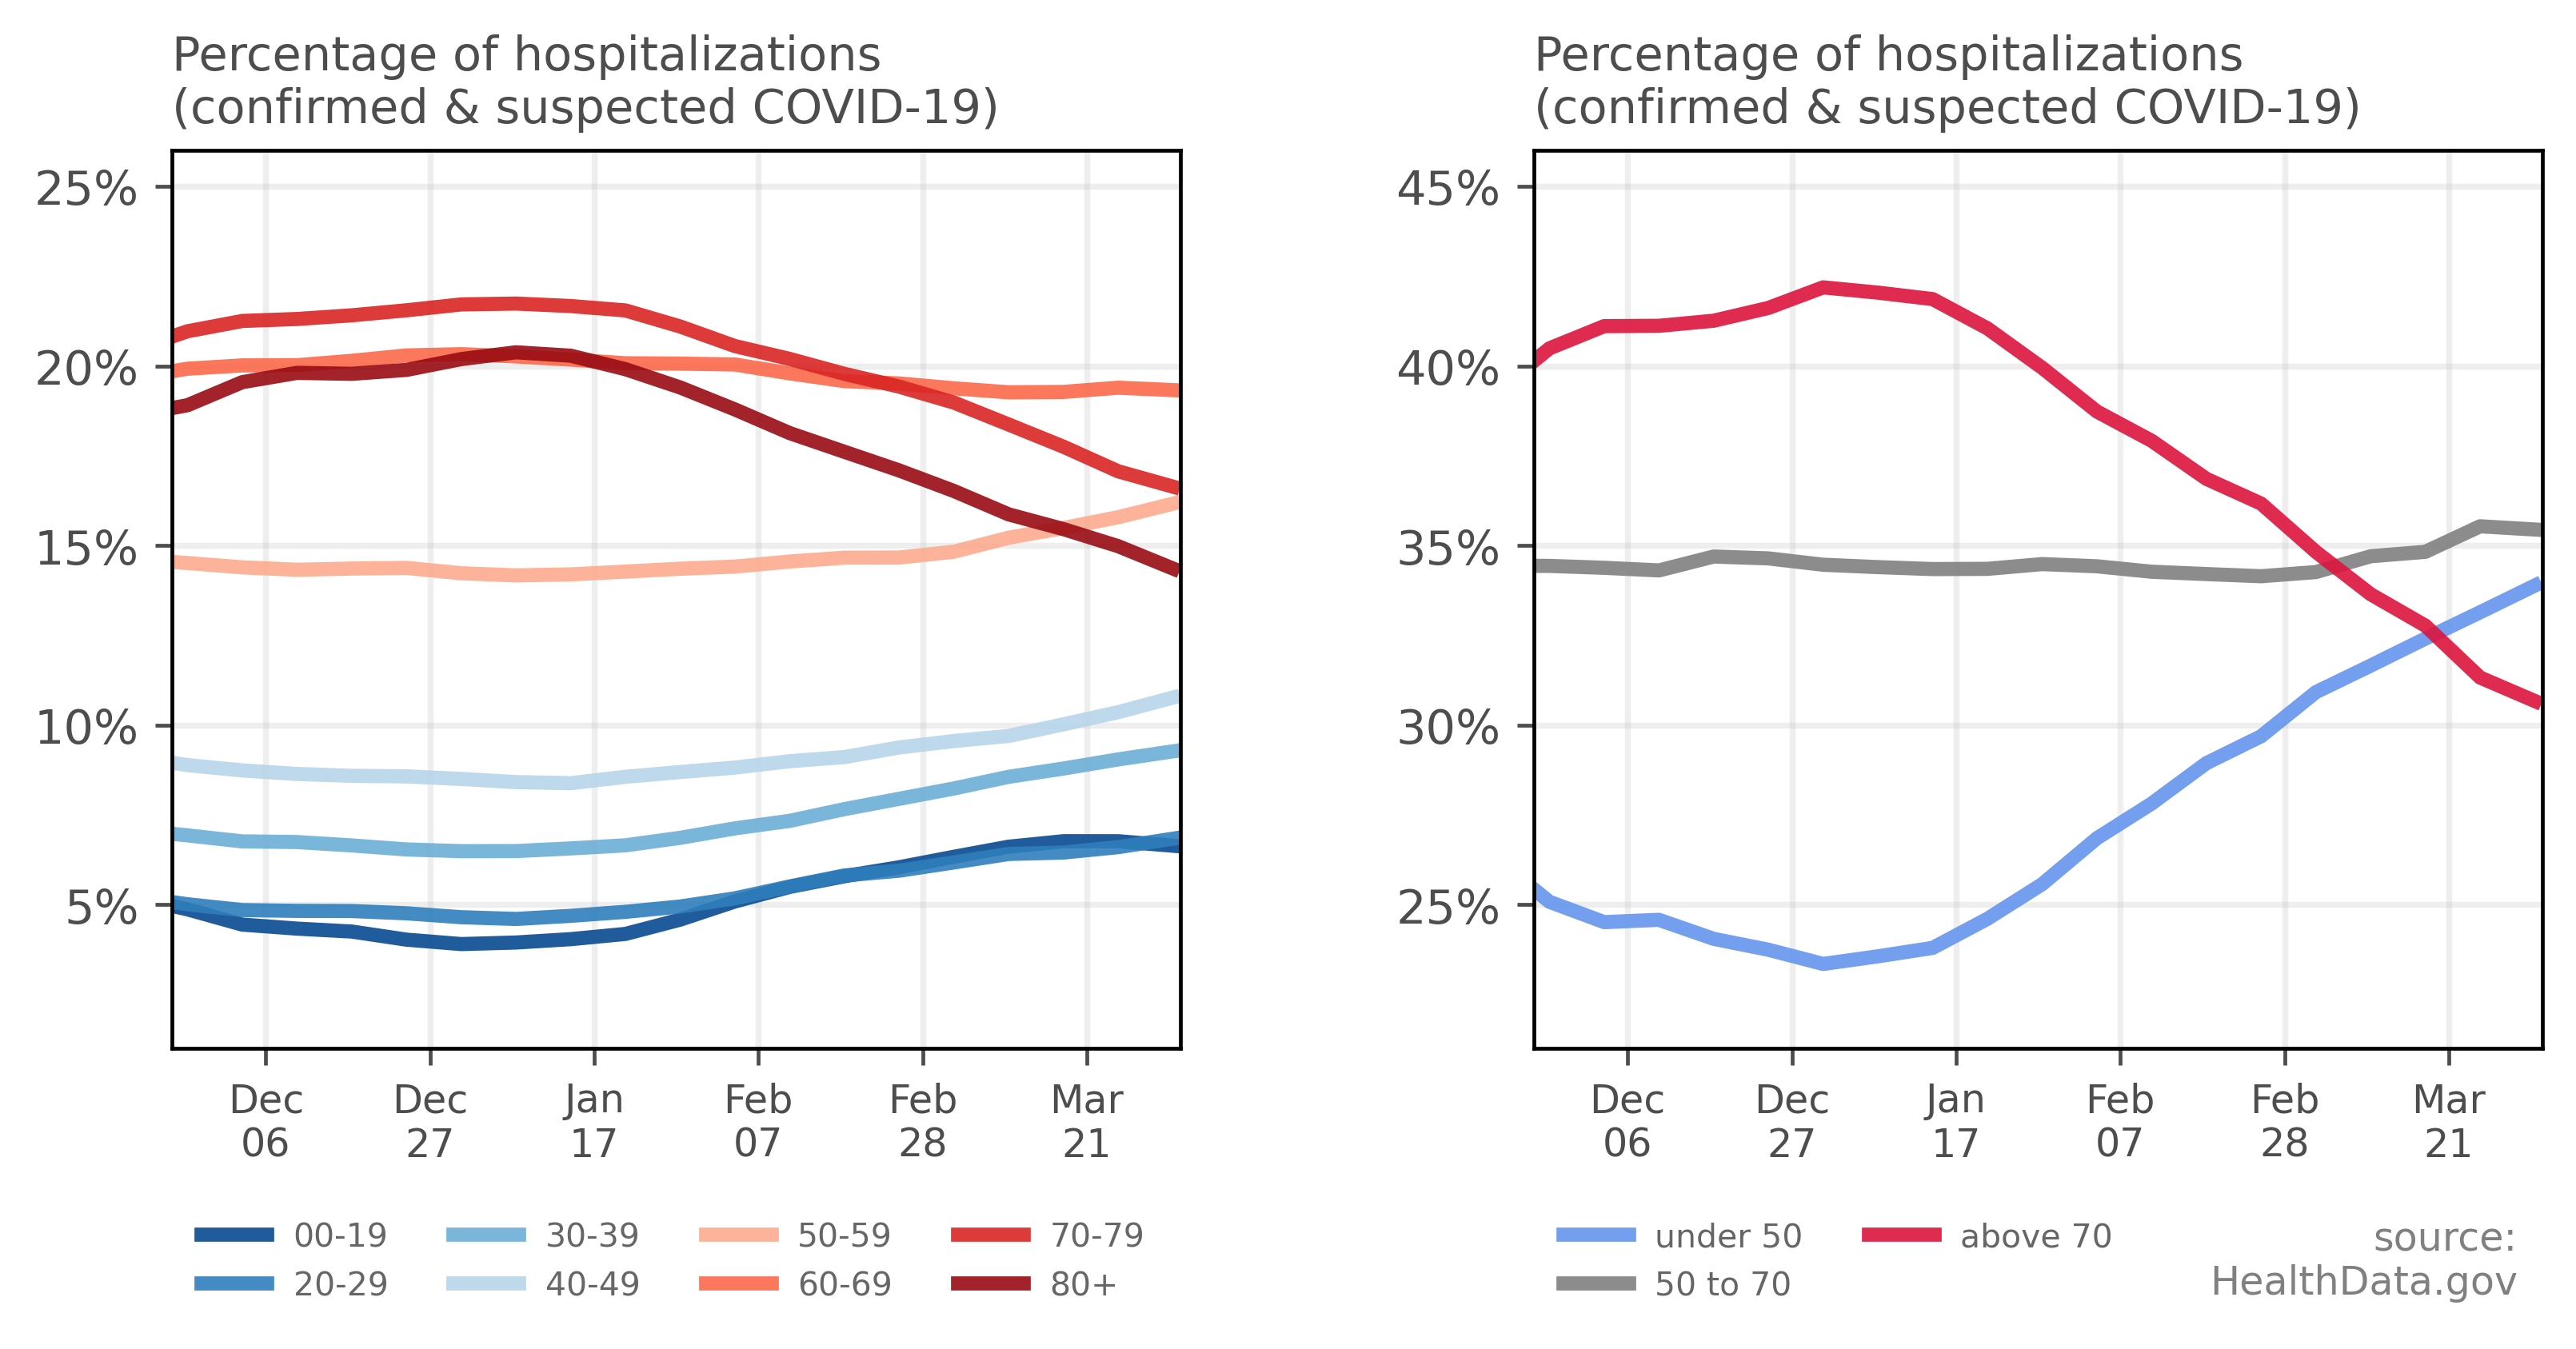 Percentage of hospitalizations
(confirmed & suspected COVID-19)
25%
20%
15%
10%
5%
Dec
06
Dec
27
Jan
17
Feb
07
Feb
28
Mar
21
00-19
20-29
30-39
40-49
50-59
60-69
70-79
80+
Percentage of hospitalizations
(confirmed & suspected COVID-19)
45%
40%
35%
30%
25%
Dec
06
Dec
27
Jan
17
Feb
07
Feb
28
Mar
21
under 50
50 to 70
above 70
source:
HealthData.gov